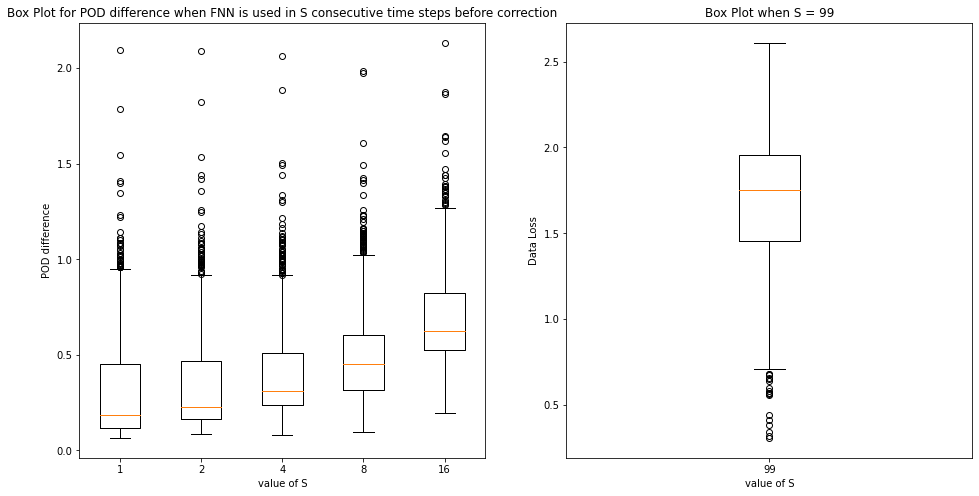 Box Plot for POD difference when FNN is used in S consecutive time steps before correction
2.0
1.5
1.0
0.5
0.0
POD difference
1 2 4 8 16
value of S
Box Plot when S = 99
2.5
2.0
1.5
1.0
0.5
Data Loss
99
value of S